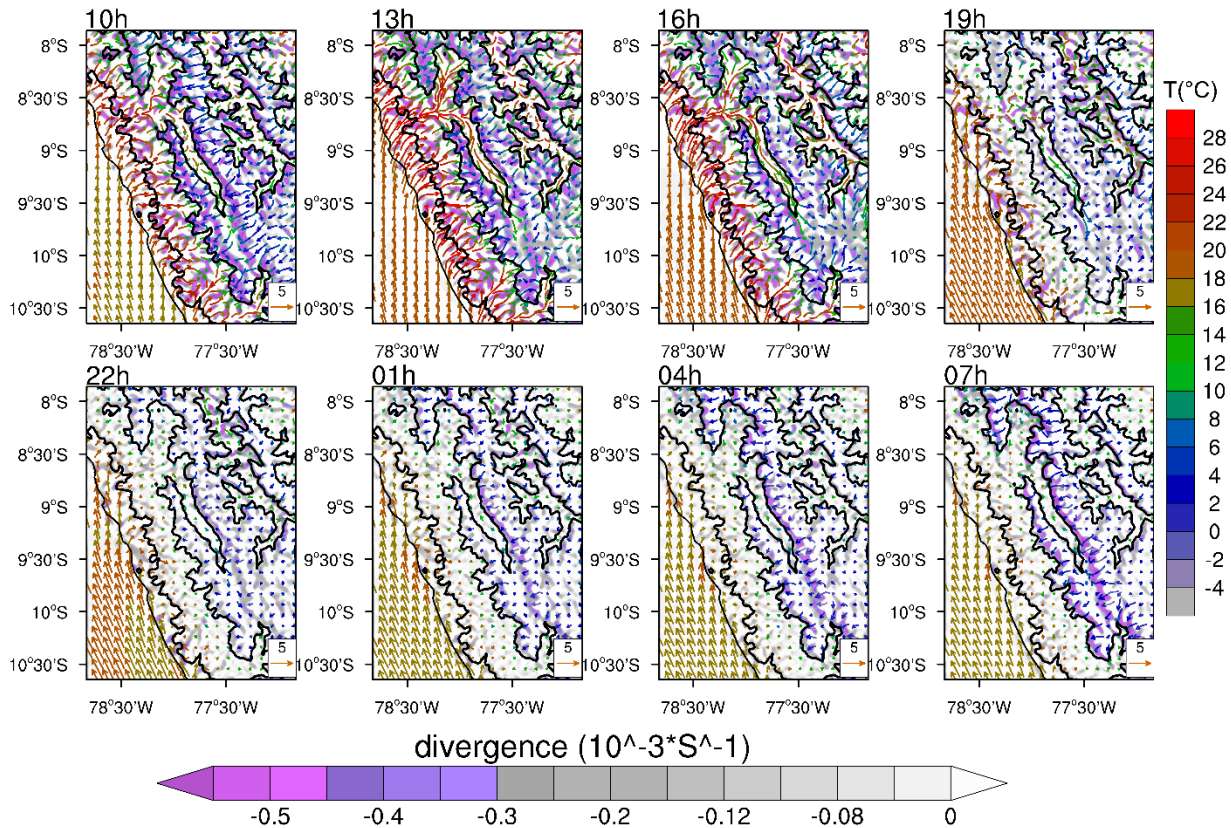 10h 13h 16h 19h
8°S 8°S 8°S 8°S
8°30'S 8°30'S 8°30'S 8°30'S
9°S 9°S 9°S 9°S
9°30'S 9°30'S 9°30'S 9°30'S
10°S 10°S 10°S 10°S
10°30'S 10°30'S 10°30'S 10°30'S
5 5 5 5
78°30'W 77°30'W 78°30'W 77°30'W 78°30'W 77°30'W 78°30'W 77°30'W
T(°C)
28
26
24
22
20
18
16
14
12
10
8
6
4
2
0
-2
-4
22h 01h 04h 07h
8°S 8°S 8°S 8°S
8°30'S 8°30'S 8°30'S 8°30'S
9°S 9°S 9°S 9°S
9°30'S 9°30'S 9°30'S 9°30'S
10°S 10°S 10°S 10°S
10°30'S 10°30'S 10°30'S 10°30'S
5 5 5 5
78°30'W 77°30'W 78°30'W 77°30'W 78°30'W 77°30'W 78°30'W 77°30'W
divergence (10^-3*S^-1)
-0.5 -0.4 -0.3 -0.2 -0.12 -0.08 0